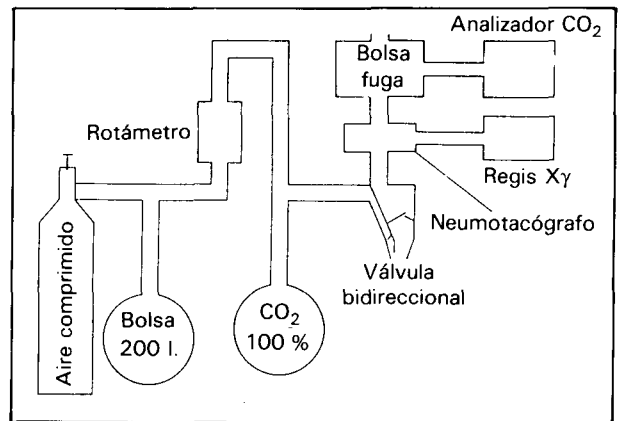 Analizador CO₂
Bolsa
fuga
Rotámetro
Regis Xγ
Neumotacógrafo
Válvula
bidireccional
Aire comprimido
Bolsa
200 l.
CO₂
100 %